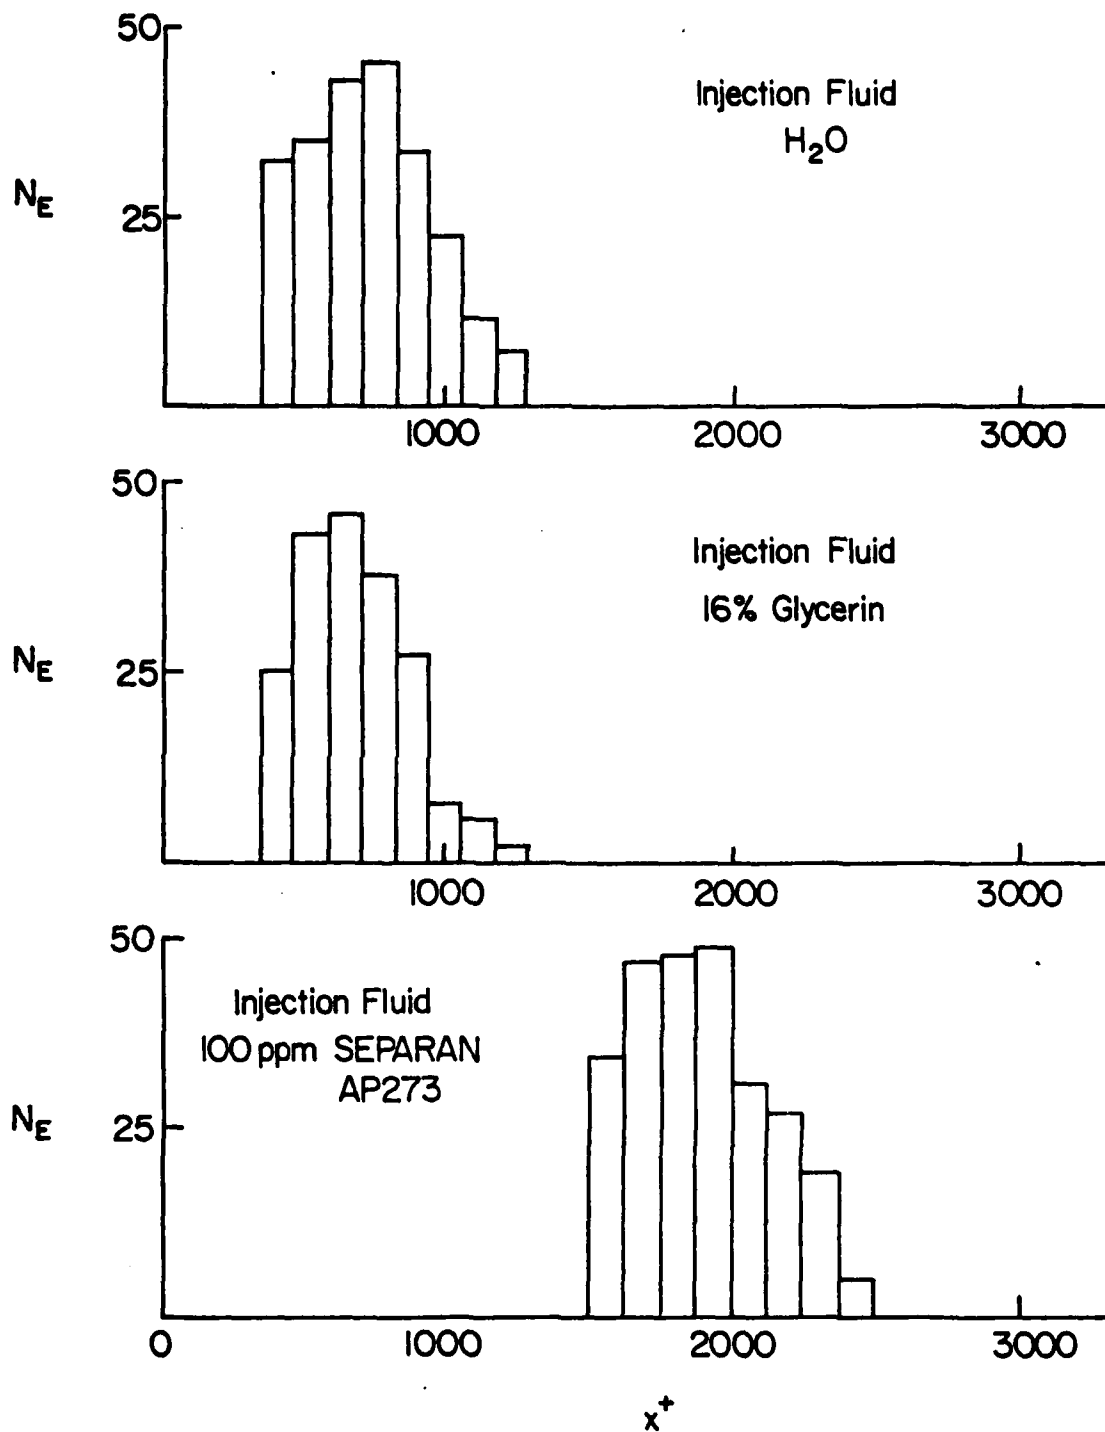 50
Injection Fluid
H₂O
N_E
25
1000 2000 3000
50
Injection Fluid
16% Glycerin
N_E
25
1000 2000 3000
50
Injection Fluid
100 ppm SEPARAN
AP273
N_E
25
0 1000 2000 3000
x⁺